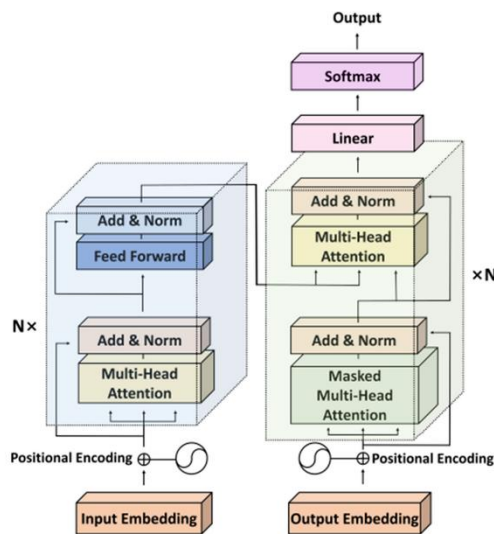 Output
Softmax
Linear
Add & Norm
Multi-Head
Attention
×N
Add & Norm
Masked
Multi-Head
Attention
Positional Encoding
Output Embedding
Add & Norm
Feed Forward
N×
Add & Norm
Multi-Head
Attention
Positional Encoding
Input Embedding